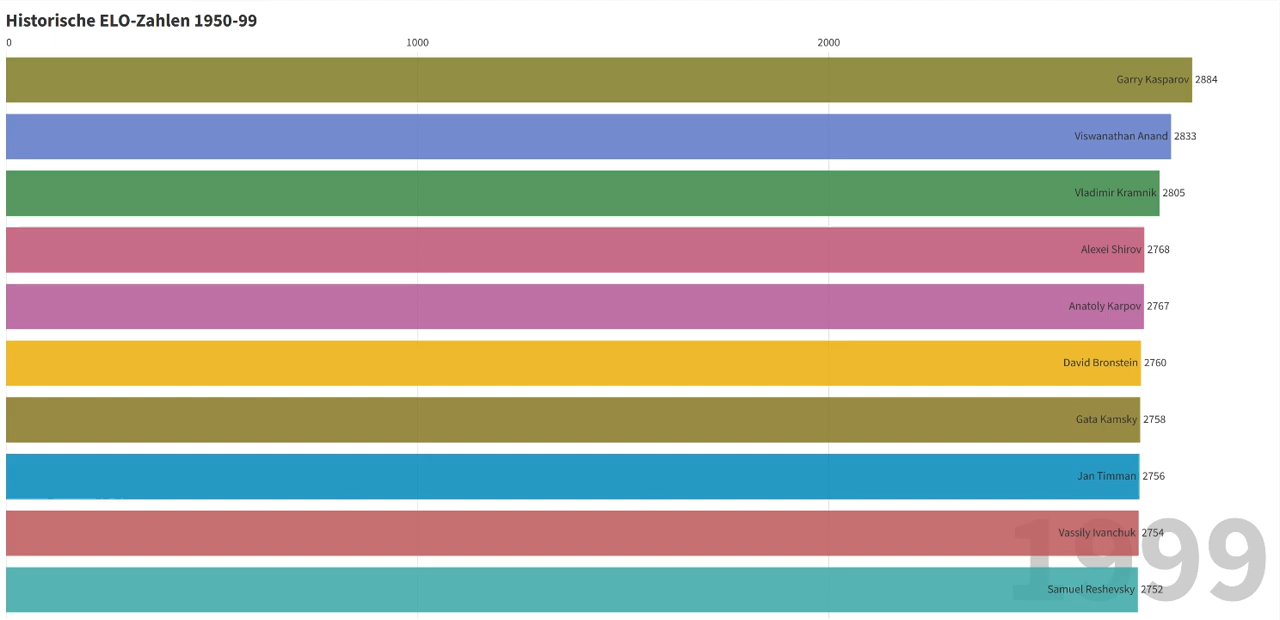 Historische ELO-Zahlen 1950-99
0 1000 2000
Garry Kasparov 2884
Viswanathan Anand 2833
Vladimir Kramnik 2805
Alexei Shirov 2768
Anatoly Karpov 2767
David Bronstein 2760
Gata Kamsky 2758
Jan Timman 2756
Vassily Ivanchuk 2754
Samuel Reshevsky 2752
1999